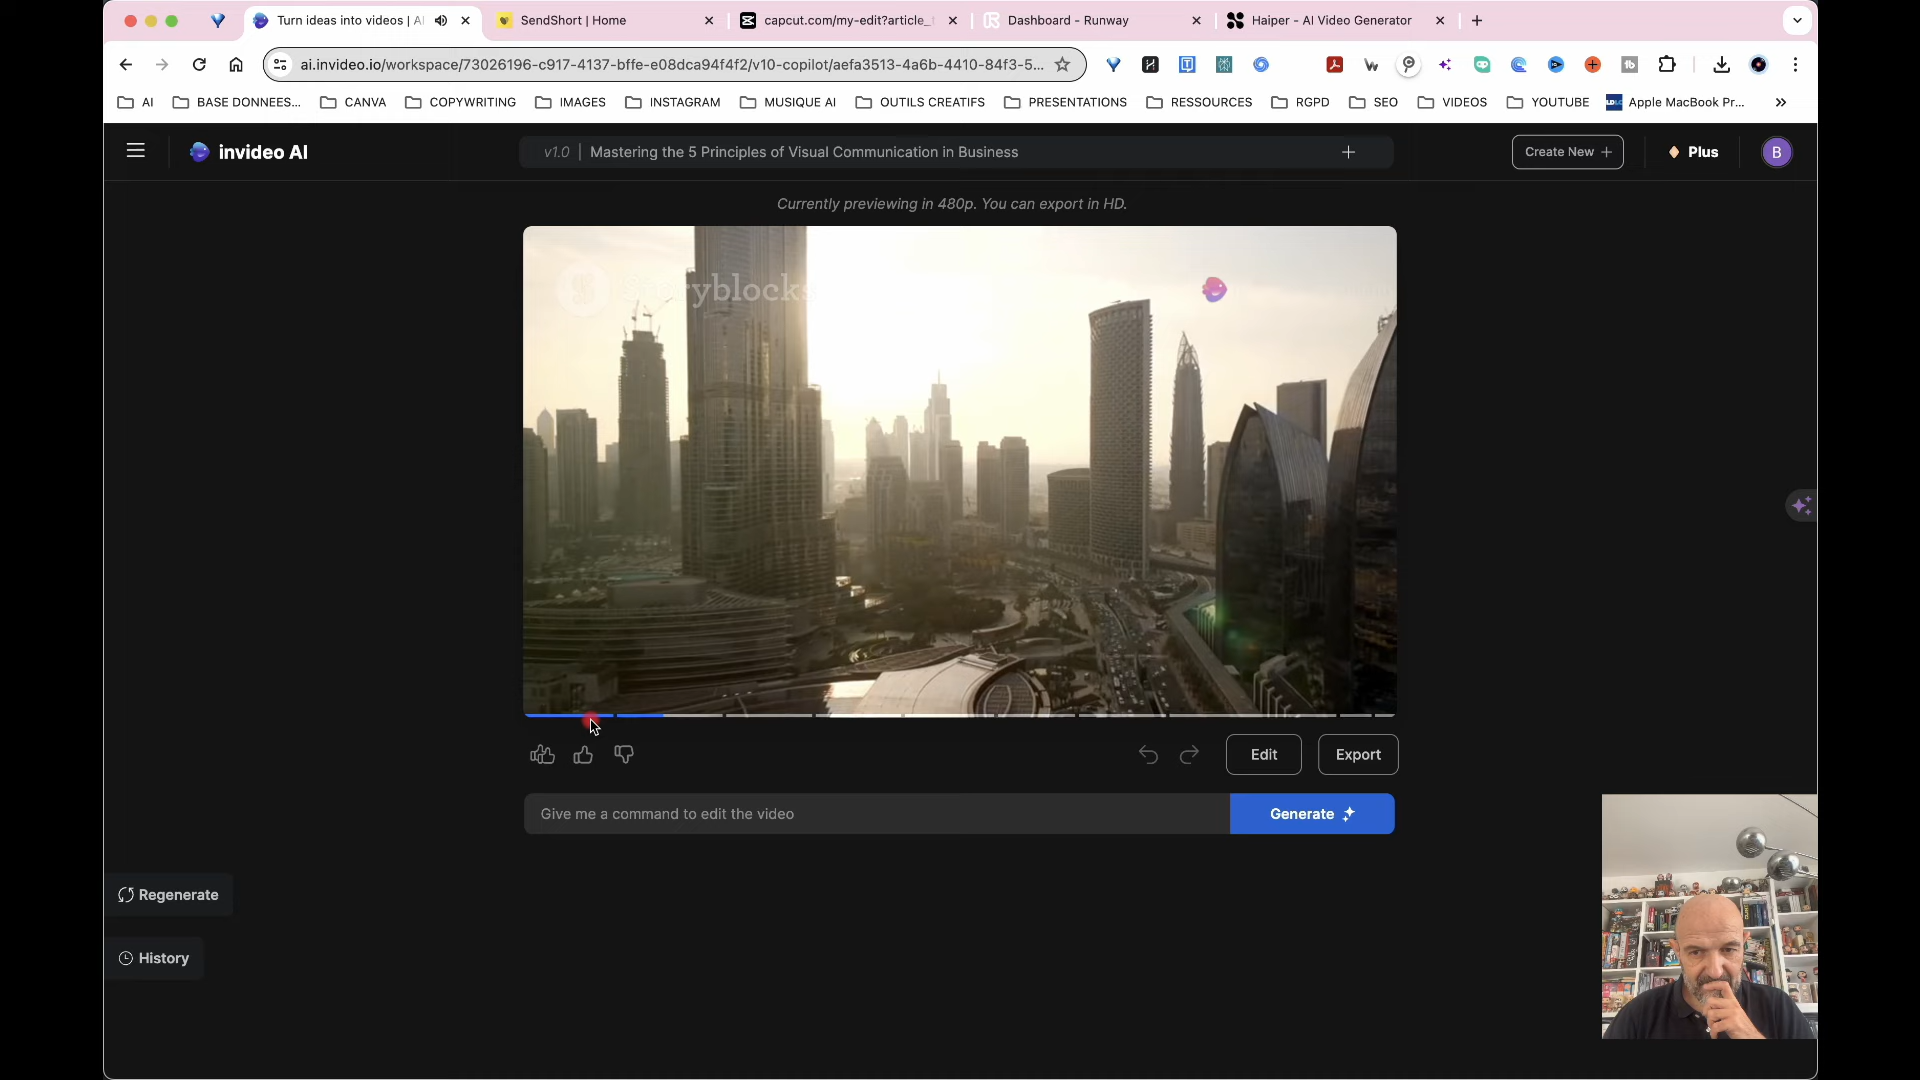 Turn ideas into videos | AI
SendShort | Home
capcut.com/my-edit?article_
Dashboard - Runway
Haiper - AI Video Generator
ai.invideo.io/workspace/73026196-c917-4137-bffe-e08dca94f4f2/v10-copilot/aefa3513-4a6b-4410-84f3-5...
AI
BASE DONNEES...
CANVA
COPYWRITING
IMAGES
INSTAGRAM
MUSIQUE AI
OUTILS CREATIFS
PRESENTATIONS
RESSOURCES
RGPD
SEO
VIDEOS
YOUTUBE
Apple MacBook Pr...
invideo AI
v1.0 | Mastering the 5 Principles of Visual Communication in Business
Create New
Plus
B
Currently previewing in 480p. You can export in HD.
Storyblocks
Edit
Export
Give me a command to edit the video
Generate
Regenerate
History